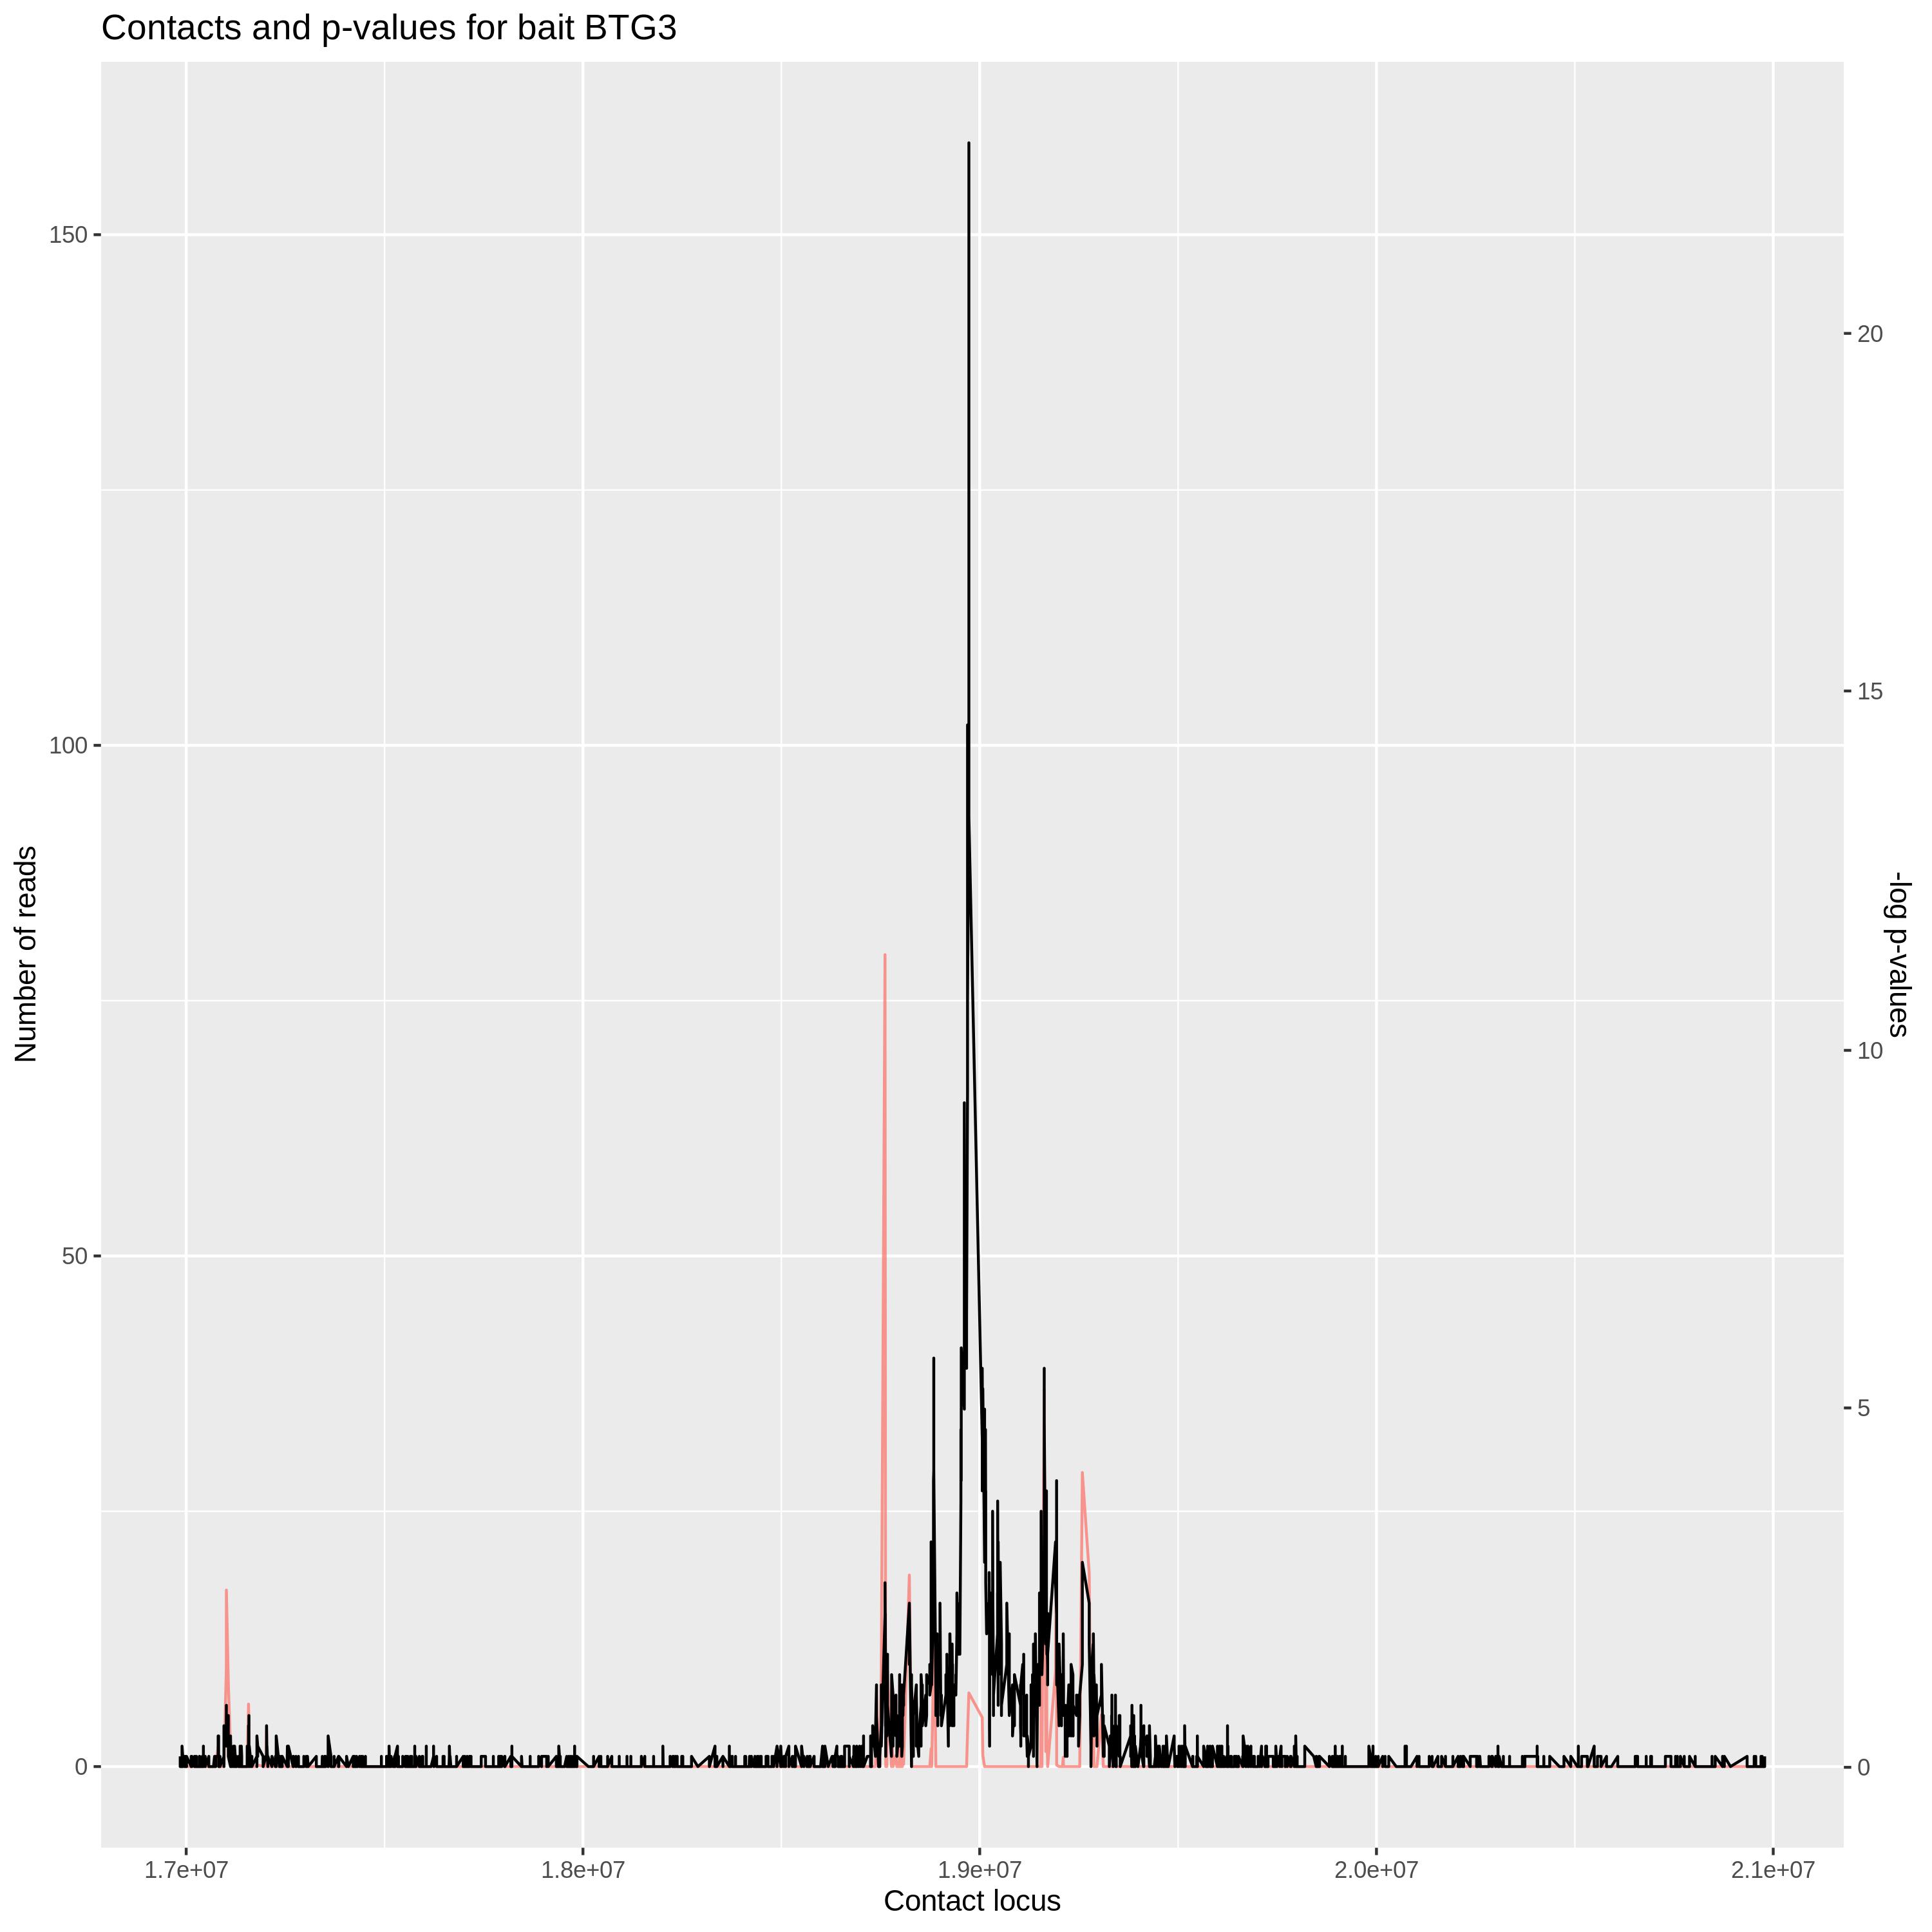 Contacts and p-values for bait BTG3
150
100
50
0
Number of reads
20
15
10
5
0
-log p-values
1.7e+07
1.8e+07
1.9e+07
2.0e+07
2.1e+07
Contact locus